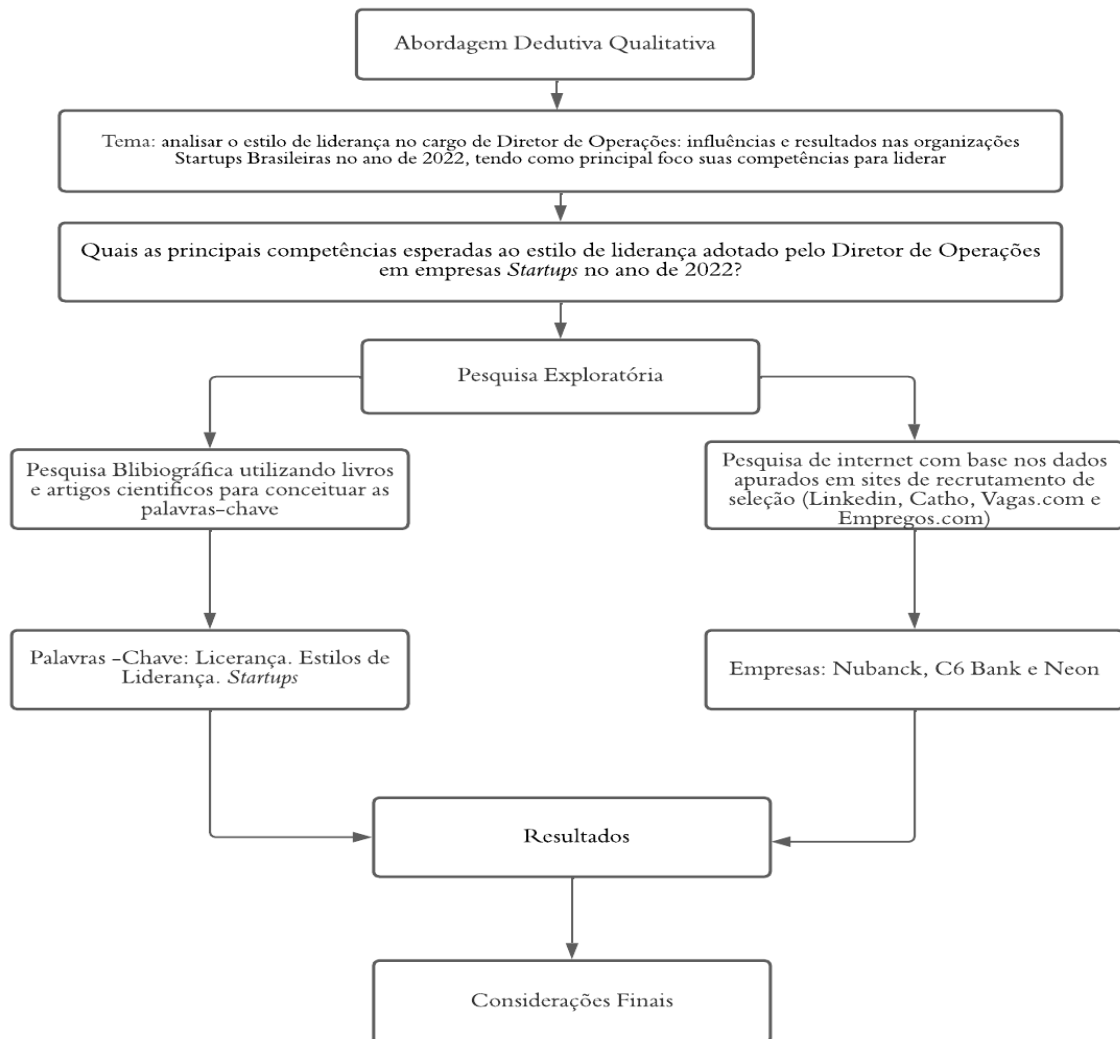 Abordagem Dedutiva Qualitativa
Tema: analisar o estilo de liderança no cargo de Diretor de Operações: influências e resultados nas organizações
Startups Brasileiras no ano de 2022, tendo como principal foco suas competências para liderar
Quais as principais competências esperadas ao estilo de liderança adotado pelo Diretor de Operações
em empresas Startups no ano de 2022?
Pesquisa Exploratória
Pesquisa Blibiográfica utilizando livros
e artigos cientificos para conceituar as
palavras-chave
Pesquisa de internet com base nos dados
apurados em sites de recrutamento de
seleção (Linkedin, Catho, Vagas.com e
Empregos.com)
Palavras -Chave: Licerança. Estilos de
Liderança. Startups
Empresas: Nubanck, C6 Bank e Neon
Resultados
Considerações Finais